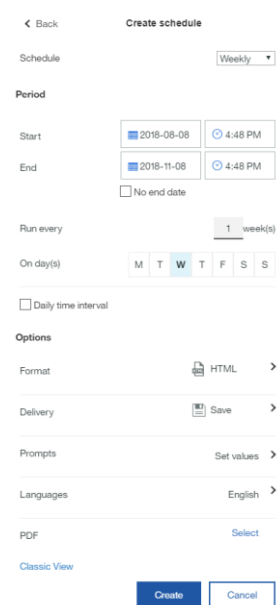 Back Create schedule
Schedule Weekly
Period
Start 2018-08-08 4:48 PM
End 2018-11-08 4:48 PM
No end date
Run every 1 week(s)
On day(s) M T W T F S S
Daily time interval
Options
Format HTML
Delivery Save
Prompts Set values
Languages English
PDF Select
Classic View
Create Cancel